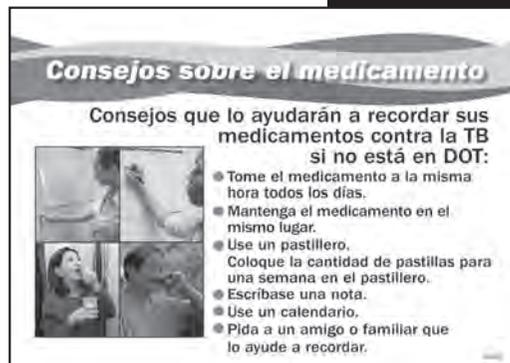 Consejos sobre el medicamento
Consejos que lo ayudarán a recordar sus
medicamentos contra la TB
si no está en DOT:
Tome el medicamento a la misma
hora todos los días.
Mantenga el medicamento en el
mismo lugar.
Use un pastillero.
Coloque la cantidad de pastillas para
una semana en el pastillero.
Escríbase una nota.
Use un calendario.
Pida a un amigo o familiar que
lo ayude a recordar.